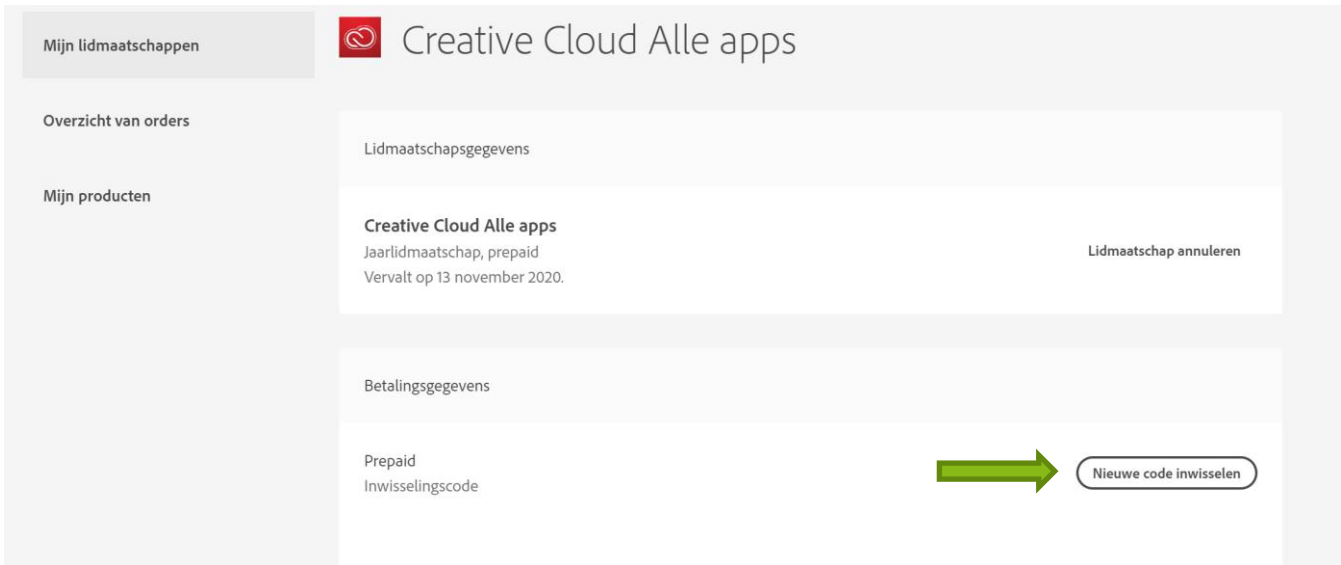 Mijn lidmaatschappen
Creative Cloud Alle apps
Overzicht van orders
Mijn producten
Lidmaatschapsgegevens
Creative Cloud Alle apps
Jaarlidmaatschap, prepaid
Vervalt op 13 november 2020.
Lidmaatschap annuleren
Betalingsgegevens
Prepaid
Inwisselingscode
Nieuwe code inwisselen